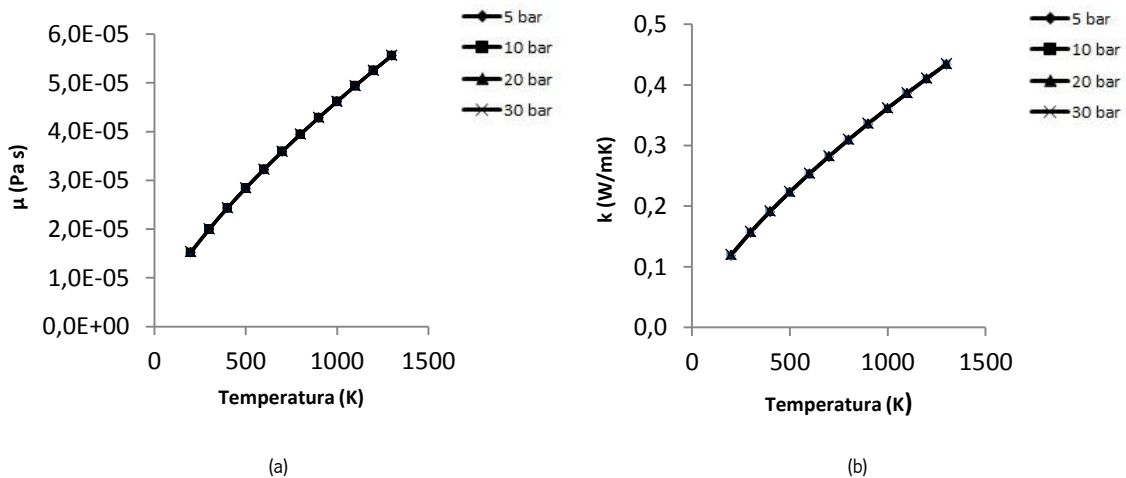 6,0E-05
5,0E-05
4,0E-05
3,0E-05
2,0E-05
1,0E-05
0,0E+00
μ (Pa s)
0 500 1000 1500
Temperatura (K)
5 bar
10 bar
20 bar
30 bar
(a)
0,5
0,4
0,3
0,2
0,1
0,0
k (W/mK)
0 500 1000 1500
Temperatura (K)
5 bar
10 bar
20 bar
30 bar
(b)